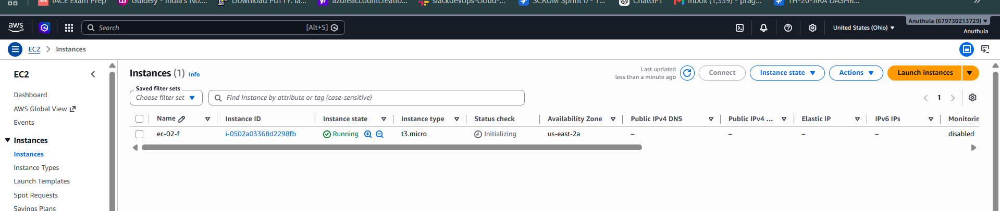 IACE Exam Prep
Guidely - India's No....
Download PuTTY: la...
azureaccountcreatio...
slackdevops-cloud-...
SCRUM Sprint 0 - 1...
ChatGPT
Inbox (1,339) - prag...
TH-20-JIRA DASHB...
aws
Search
[Alt+S]
United States (Ohio)
Anuthula (679730213729)
Anuthula
EC2
Instances
EC2
Dashboard
AWS Global View
Events
Instances
Instances
Instance Types
Launch Templates
Spot Requests
Savings Plans
Instances (1) Info
Last updated
less than a minute ago
Connect
Instance state
Actions
Launch instances
Saved filter sets
Choose filter set
Find Instance by attribute or tag (case-sensitive)
1
Name Instance ID Instance state Instance type Status check Availability Zone Public IPv4 DNS Public IPv4 ... Elastic IP IPv6 IPs Monitorin
ec-02-f i-0502a03368d2298fb Running t3.micro Initializing us-east-2a – – – – disabled